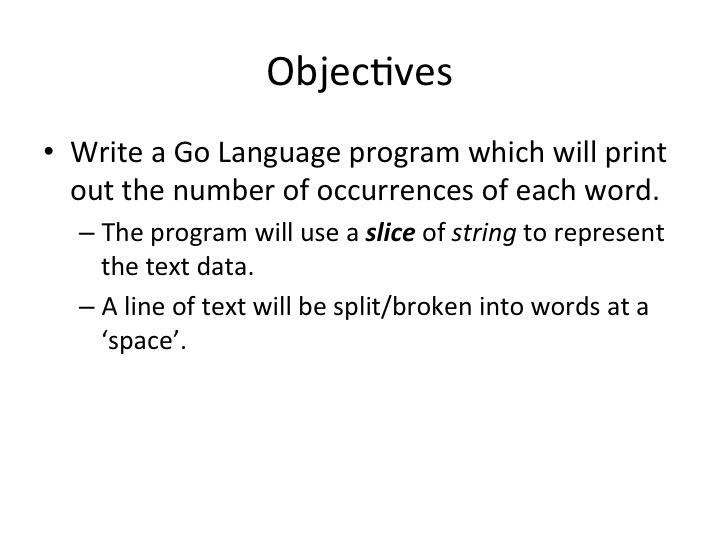 Objectives
• Write a Go Language program which will print
out the number of occurrences of each word.
– The program will use a slice of string to represent
the text data.
– A line of text will be split/broken into words at a
‘space’.